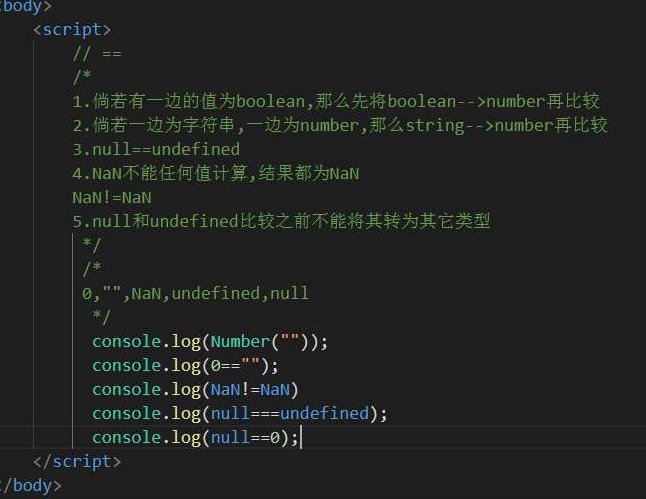 <body>
<script>
// ==
/*
1.倘若有一边的值为boolean,那么先将boolean-->number再比较
2.倘若一边为字符串,一边为number,那么string-->number再比较
3.null==undefined
4.NaN不能任何值计算,结果都为NaN
NaN!=NaN
5.null和undefined比较之前不能将其转为其它类型
*/
/*
0,"",NaN,undefined,null
*/
console.log(Number(""));
console.log(0=="");
console.log(NaN!=NaN)
console.log(null===undefined);
console.log(null==0);
</script>
</body>